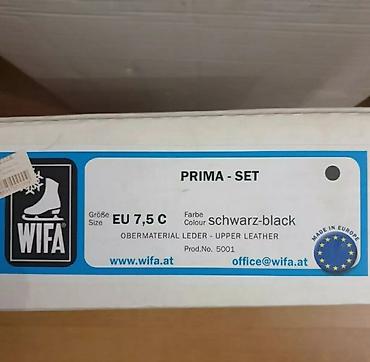 PRIMA - SET
Größe
Size EU 7,5 C
Farbe
Colour schwarz-black
OBERMATERIAL LEDER - UPPER LEATHER
Prod.No. 5001
www.wifa.at office@wifa.at
WIFA
MADE IN EUROPE